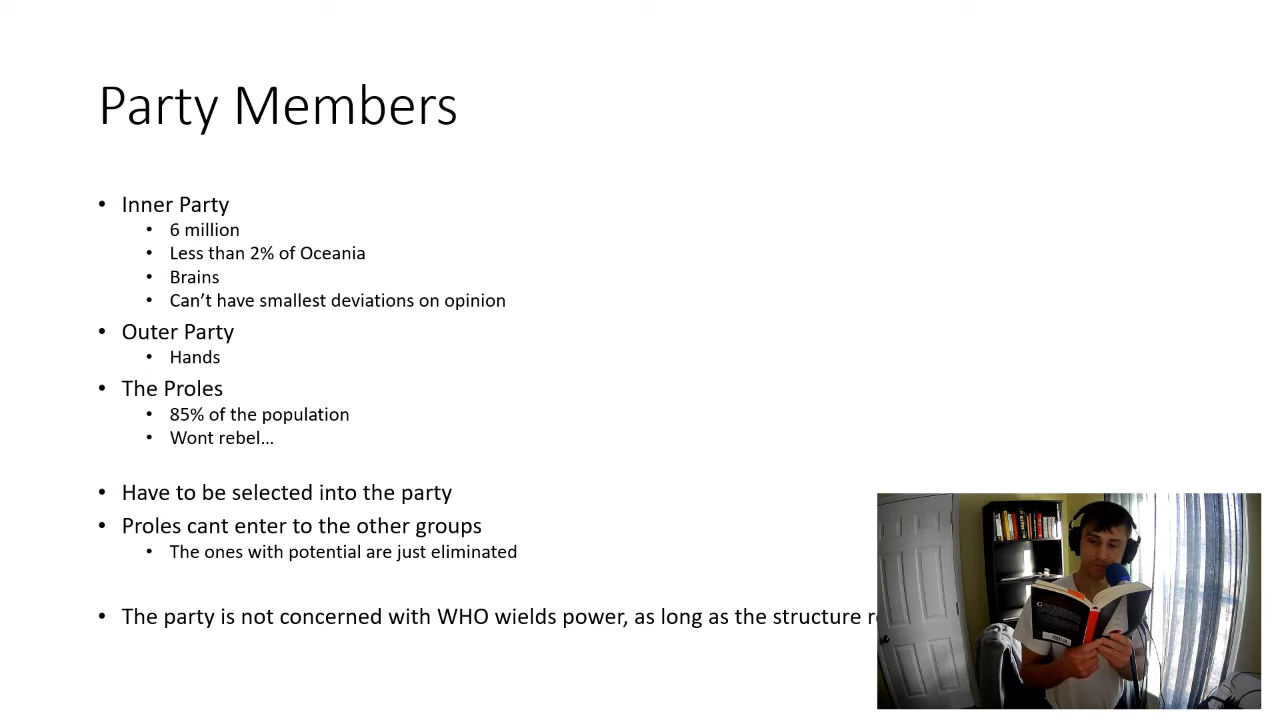 Party Members
• Inner Party
• 6 million
• Less than 2% of Oceania
• Brains
• Can’t have smallest deviations on opinion
• Outer Party
• Hands
• The Proles
• 85% of the population
• Wont rebel…
• Have to be selected into the party
• Proles cant enter to the other groups
• The ones with potential are just eliminated
• The party is not concerned with WHO wields power, as long as the structure